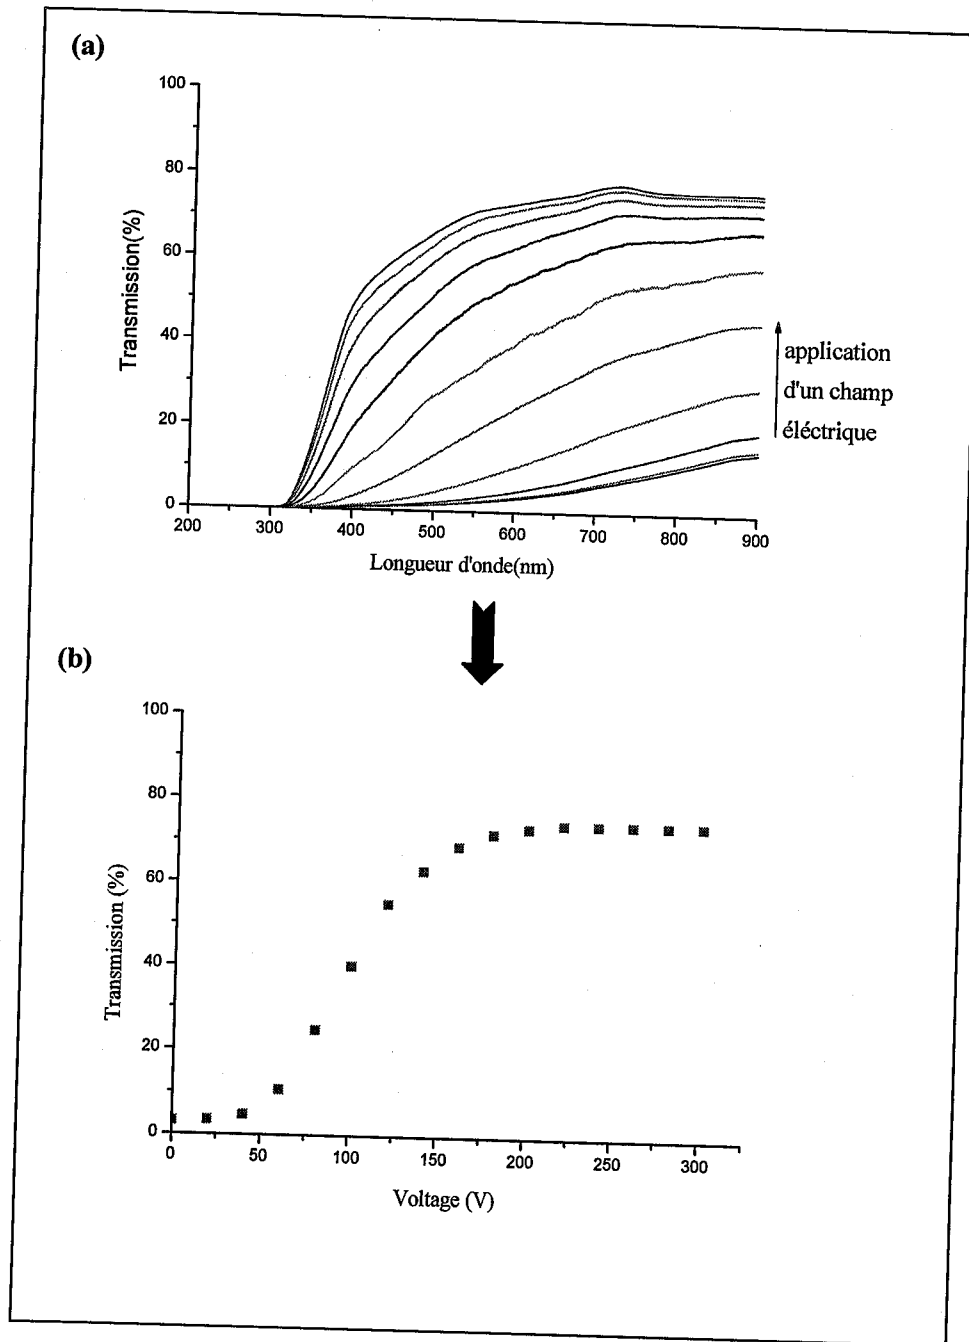 (a)
100
80
60
40
20
0
Transmission(%)
200 300 400 500 600 700 800 900
Longueur d'onde(nm)
application
d'un champ
éléctrique
(b)
100
80
60
40
20
0
Transmission (%)
0 50 100 150 200 250 300
Voltage (V)